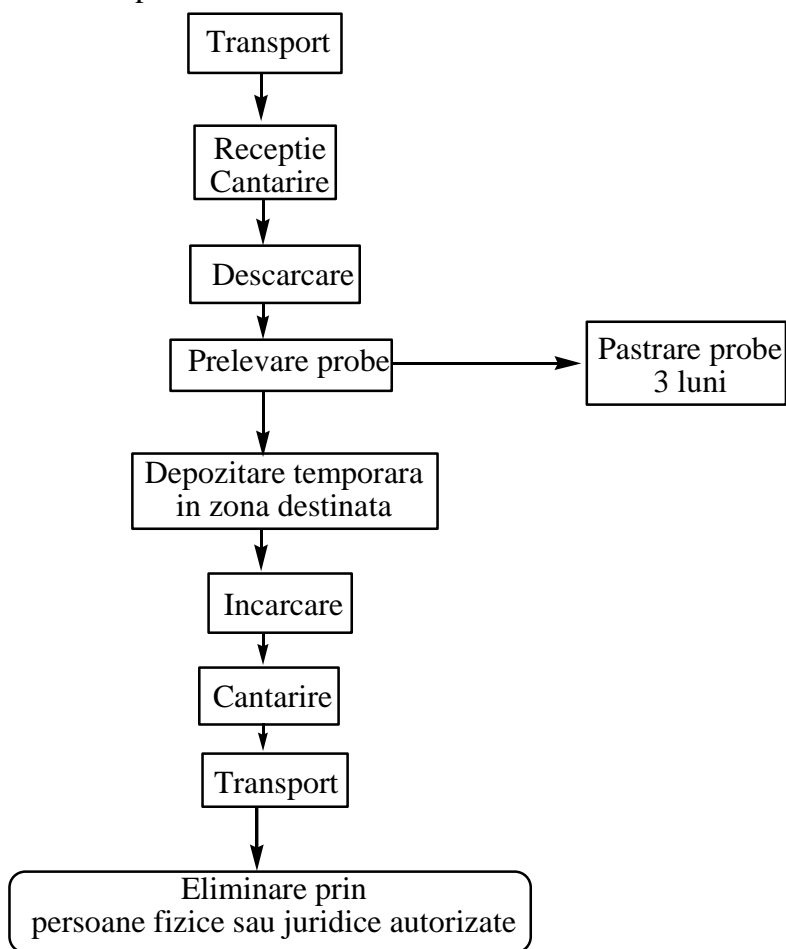 Transport
Receptie
Cantarire
Descarcare
Prelevare probe
Pastrare probe
3 luni
Depozitare temporara
in zona destinata
Incarcare
Cantarire
Transport
Eliminare prin
persoane fizice sau juridice autorizate